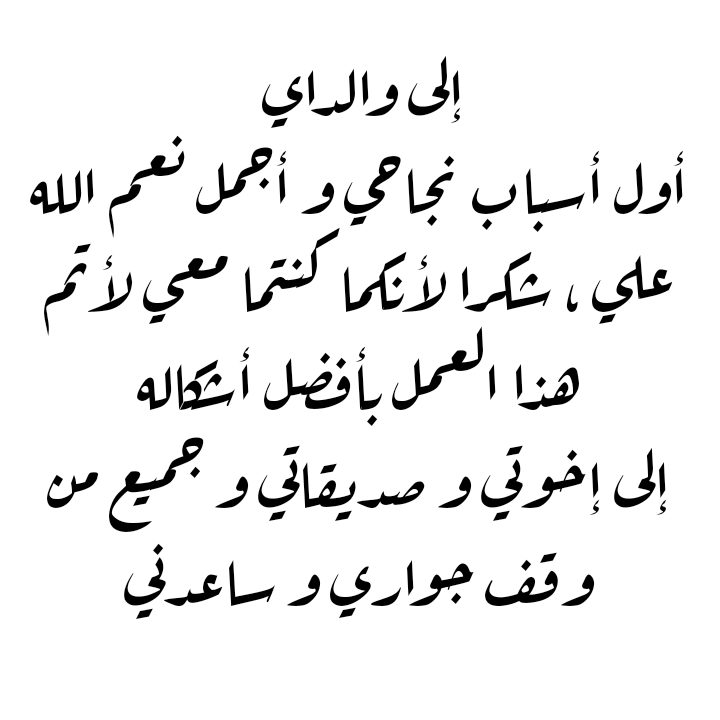 إلى والداي
أول أسباب نجاحي و أجمل نعم الله
علي ، شكرا لأنكما كنتما معي لأتم
هذا العمل بأفضل أشكاله
إلى إخوتي و صديقاتي و جميع من
وقف جواري و ساعدني